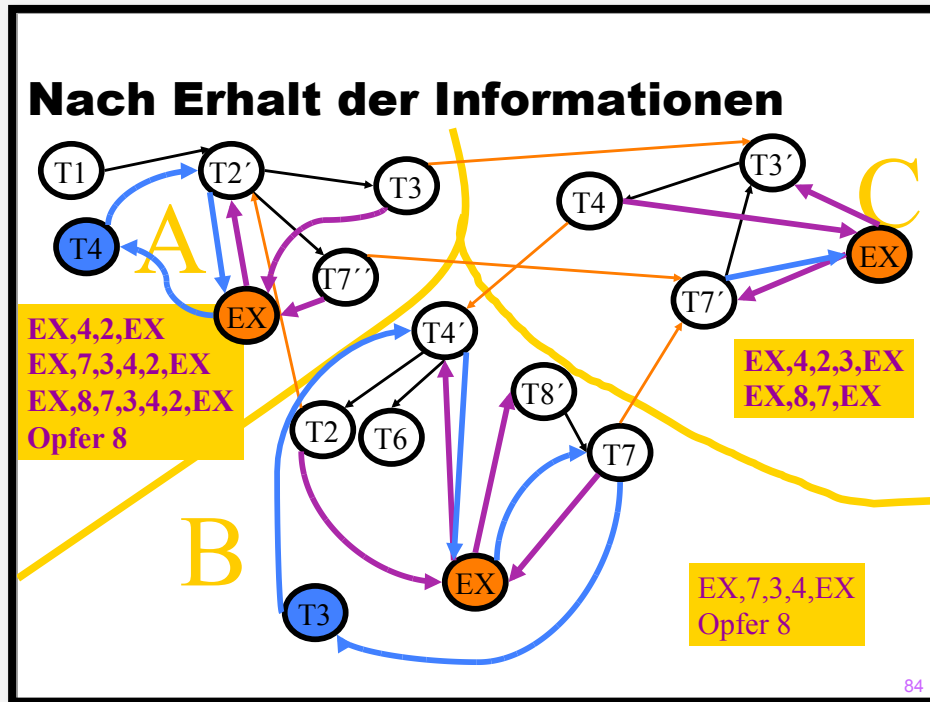 Nach Erhalt der Informationen
T1
T2´
T3
T4
A
T7´´
EX
EX,4,2,EX
EX,7,3,4,2,EX
EX,8,7,3,4,2,EX
Opfer 8
T3´
T4
C
EX
T7´
EX,4,2,3,EX
EX,8,7,EX
T4´
T8´
T2
T6
T7
B
EX
T3
EX,7,3,4,EX
Opfer 8
84